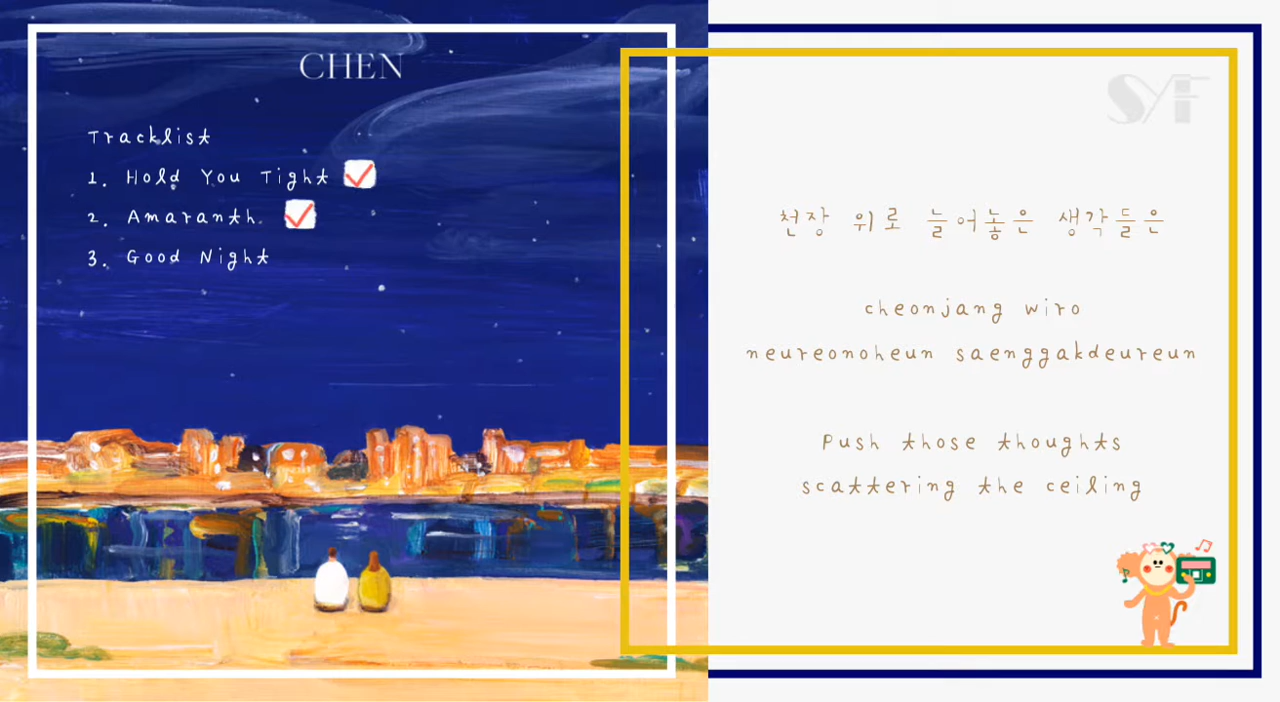 CHEN
Tracklist
1. Hold You Tight
2. Amaranth
3. Good Night
SYF
천장 위로 늘어놓은 생각들은
cheonjang wiro
neureonoheun saenggakdeureun
Push those thoughts
scattering the ceiling